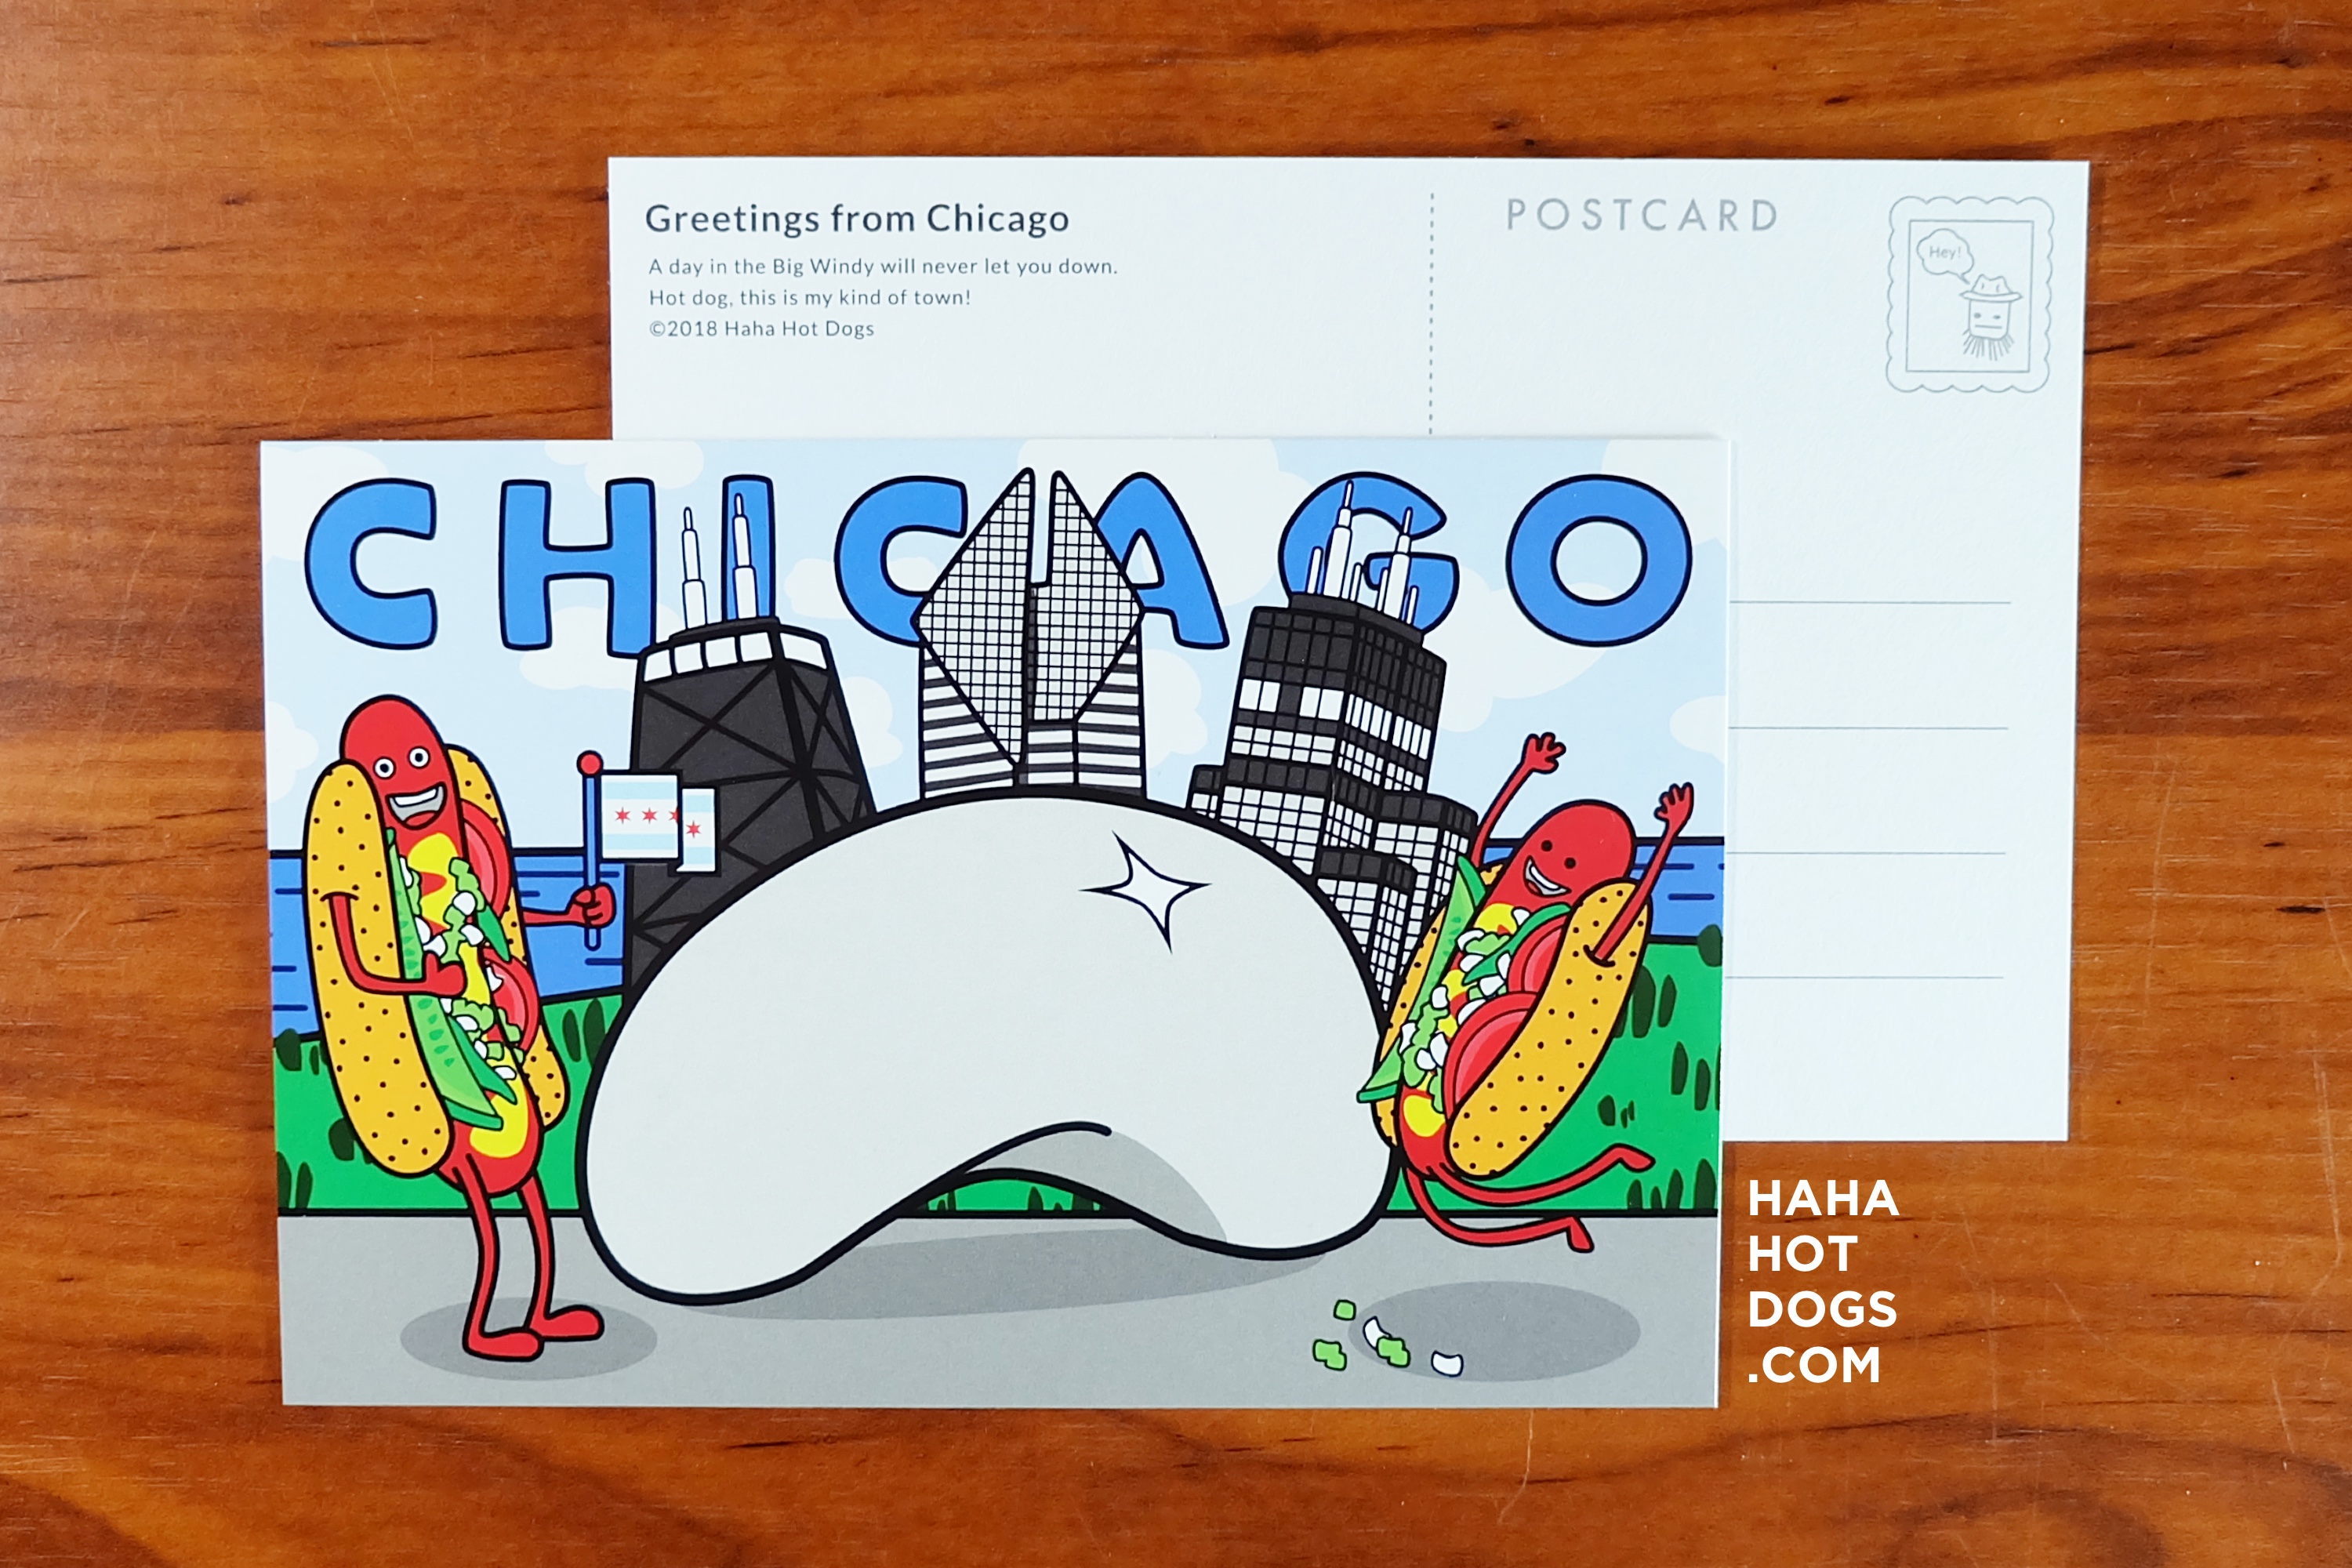 Greetings from Chicago
A day in the Big Windy will never let you down.
Hot dog, this is my kind of town!
©2018 Haha Hot Dogs
POSTCARD
Hey!
CHICAGO
HAHA
HOT
DOGS
.COM